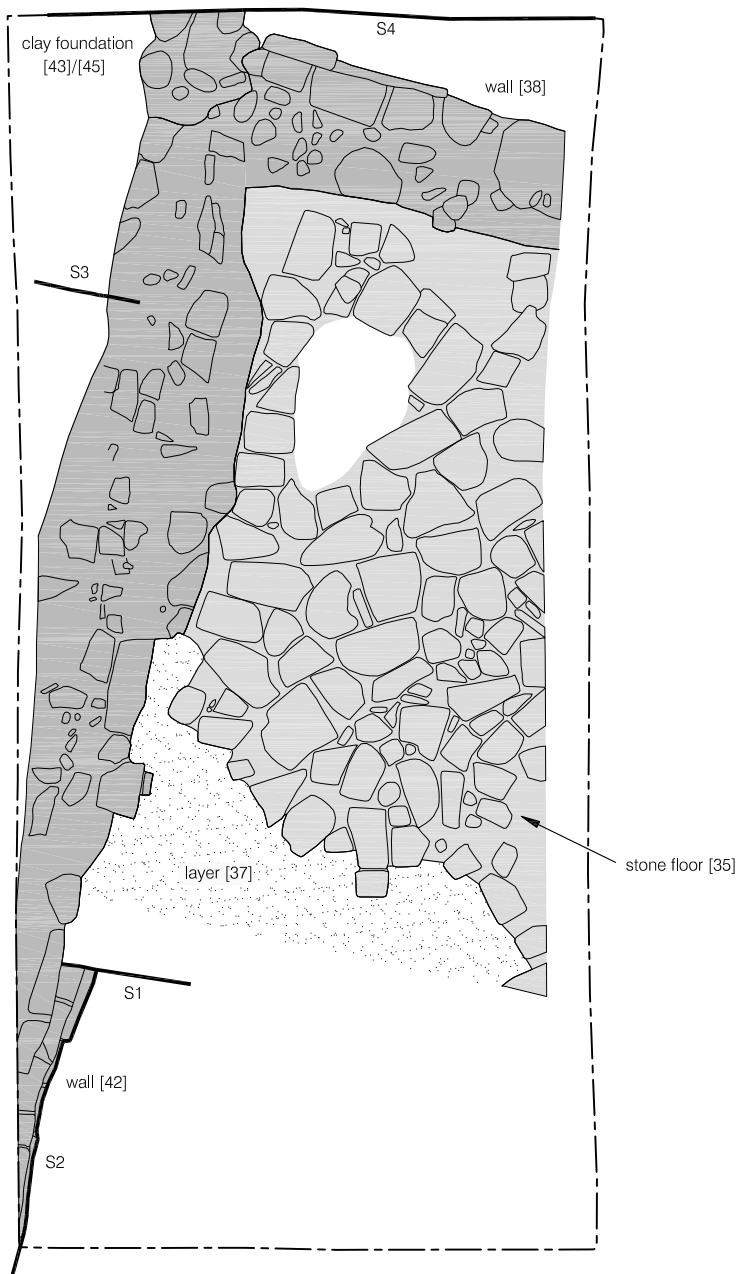 S4
clay foundation
[43]/[45]
wall [38]
S3
stone floor [35]
layer [37]
S1
wall [42]
S2